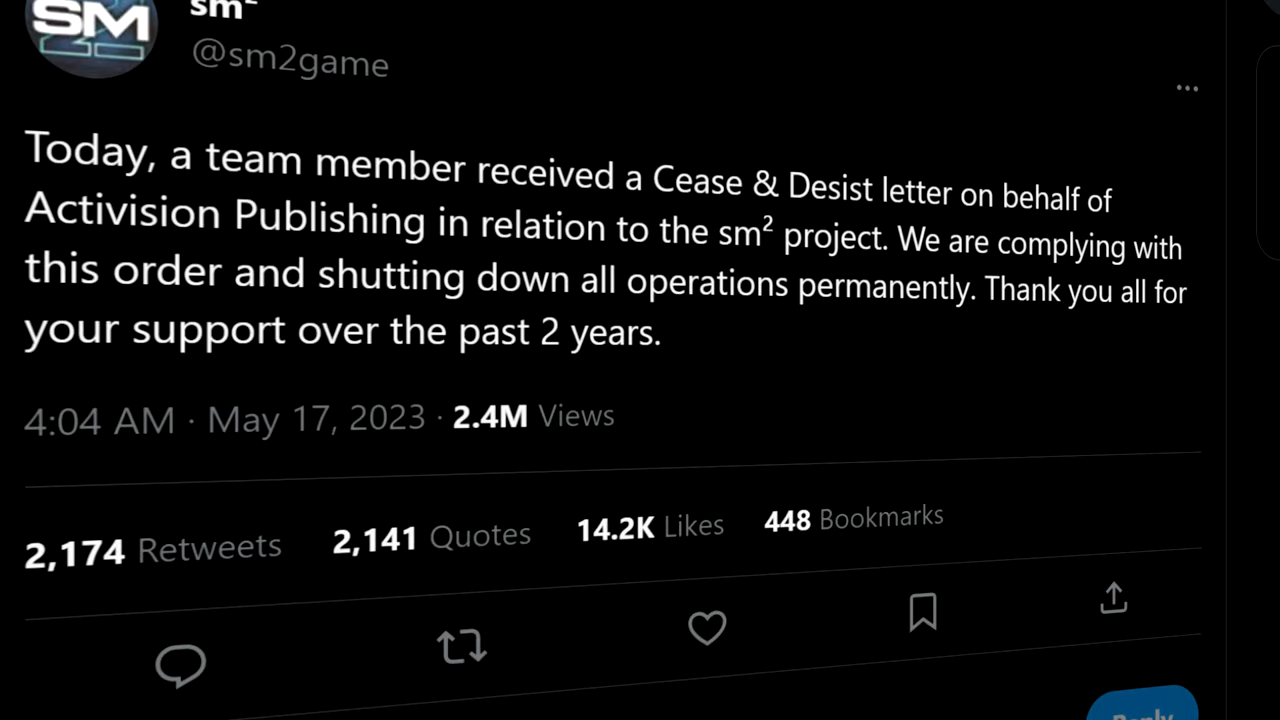 SM
sm²
@sm2game
Today, a team member received a Cease & Desist letter on behalf of
Activision Publishing in relation to the sm² project. We are complying with
this order and shutting down all operations permanently. Thank you all for
your support over the past 2 years.
4:04 AM · May 17, 2023 · 2.4M Views
2,174 Retweets 2,141 Quotes 14.2K Likes 448 Bookmarks
Reply